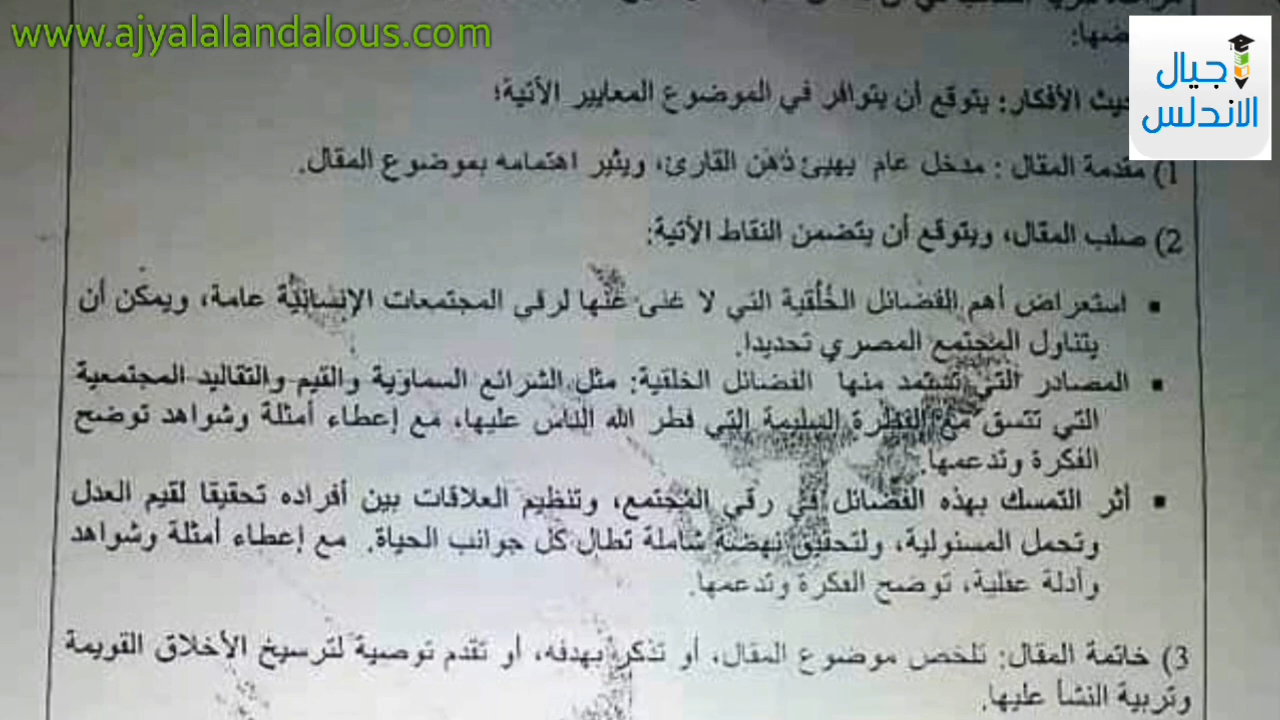 www.ajyalalandalous.com
أجيال
الاندلس
يث الأفكار: يتوقع أن يتوافر في الموضوع المعايير الآتية؛
1) مقدمة المقال : مدخل عام يهيئ ذهن القارئ، ويثير اهتمامه بموضوع المقال.
2) صلب المقال، ويتوقع أن يتضمن النقاط الآتية:
▪ استعراض أهم الفضائل الخُلُقية التي لا غنى عنها لرقي المجتمعات الإنسانية عامة، ويمكن أن
يتناول المجتمع المصري تحديدا.
▪ المصادر التي تستمد منها الفضائل الخلقية: مثل الشرائع السماوية والقيم والتقاليد المجتمعية
التي تتسق مع الفطرة السليمة التي فطر الله الناس عليها، مع إعطاء أمثلة وشواهد توضح
الفكرة وتدعمها.
▪ أثر التمسك بهذه الفضائل في رقي المجتمع، وتنظيم العلاقات بين أفراده تحقيقا لقيم العدل
وتحمل المسئولية، ولتحقيق نهضة شاملة تطال كل جوانب الحياة. مع إعطاء أمثلة وشواهد
وأدلة عقلية، توضح الفكرة وتدعمها.
3) خاتمة المقال: تلخص موضوع المقال، أو تذكر بهدفه، أو تقدم توصية لترسيخ الأخلاق القويمة
وتربية النشأ عليها.